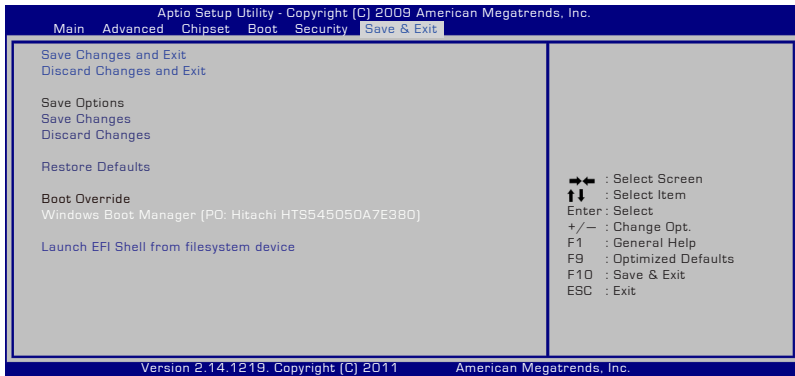 Aptio Setup Utility - Copyright (C) 2009 American Megatrends, Inc.
Main Advanced Chipset Boot Security Save & Exit
Save Changes and Exit
Discard Changes and Exit
Save Options
Save Changes
Discard Changes
Restore Defaults
Boot Override
Windows Boot Manager (PO: Hitachi HTS545050A7E380)
Launch EFI Shell from filesystem device
→← : Select Screen
↑↓ : Select Item
Enter : Select
+/− : Change Opt.
F1 : General Help
F9 : Optimized Defaults
F10 : Save & Exit
ESC : Exit
Version 2.14.1219. Copyright (C) 2011 American Megatrends, Inc.